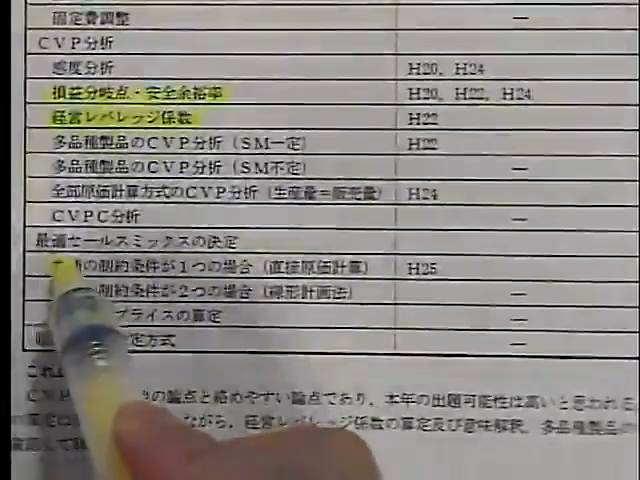 固定費調整 ―
CVP分析
感度分析 H20, H24
損益分岐点・安全余裕率 H20, H22, H24
経営レバレッジ係数 H22
多品種製品のCVP分析（SM一定） H22
多品種製品のCVP分析（SM不定） ―
全部原価計算方式のCVP分析（生産量＝販売量） H24
CVPC分析 ―
最適セールスミックスの決定
の制約条件が1つの場合（直接原価計算） H25
制約条件が2つの場合（線形計画法） ―
プライスの算定 ―
定方式 ―
これ
の論点と絡めやすい論点であり、本年の出題可能性は高いと思われる
ながら、経営レバレッジ係数の算定及び意味解釈、多品種製品の